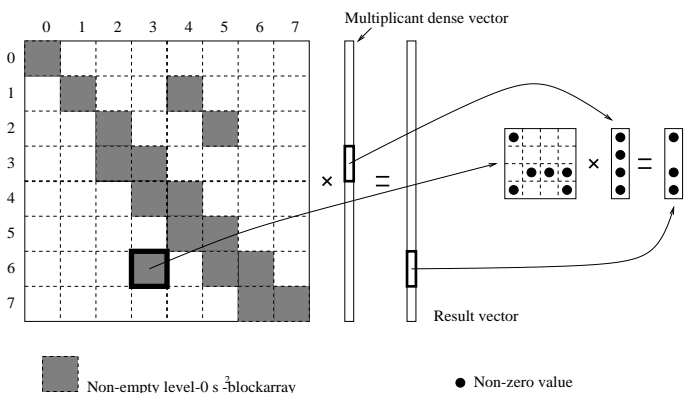 0 1 2 3 4 5 6 7
Multiplicant dense vector
0
1
2
3
4
5
6
7
× =
× =
Result vector
Non-empty level-0 s²-blockarray
Non-zero value